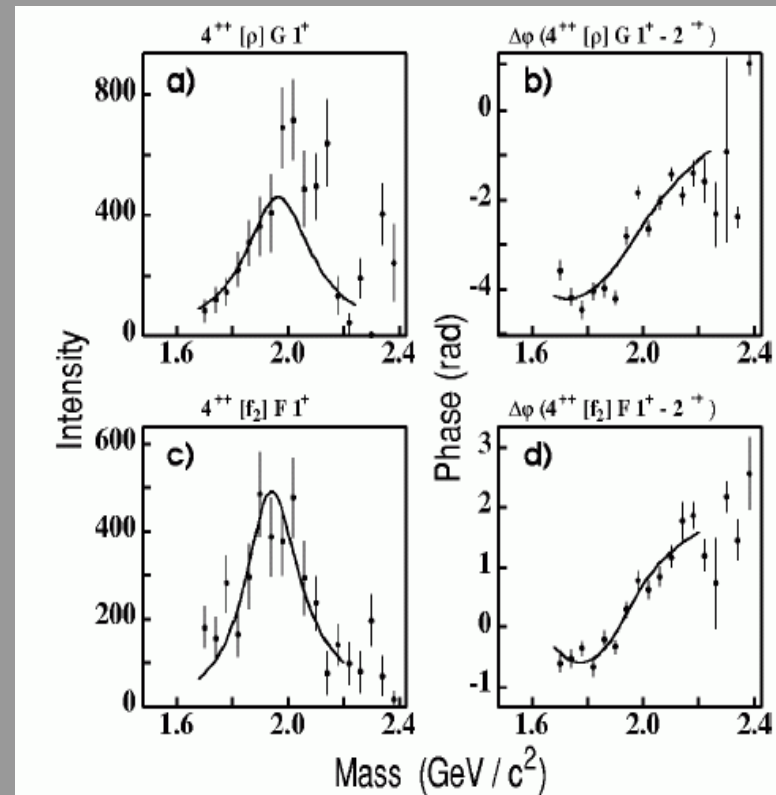 4⁺⁺ [ρ] G 1⁺
Δφ (4⁺⁺ [ρ] G 1⁺ - 2⁻⁺)
a)
b)
800
400
0
0
-2
-4
1.6 2.0 2.4
1.6 2.0 2.4
Intensity
Phase (rad)
4⁺⁺ [f₂] F 1⁺
Δφ (4⁺⁺ [f₂] F 1⁺ - 2⁻⁺)
c)
d)
600
400
200
0
3
2
1
0
-1
1.6 2.0 2.4
1.6 2.0 2.4
Mass (GeV / c²)